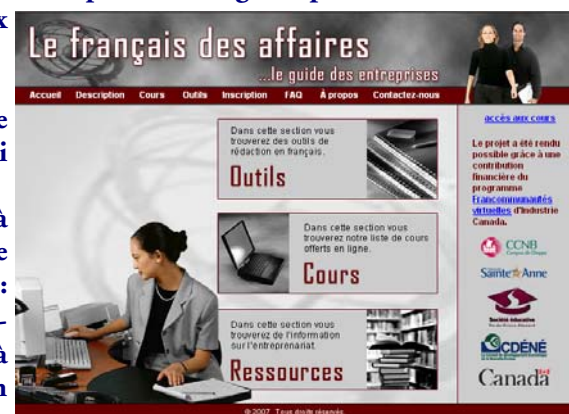 x
e
i
à
e
:
-
à
n
Le français des affaires
...le guide des entreprises
Accueil Description Cours Outils Inscription FAQ À propos Contactez-nous
Dans cette section vous
trouverez des outils de
rédaction en français.
Outils
Dans cette section vous
trouverez notre liste de cours
offerts en ligne.
Cours
Dans cette section vous
trouverez de l'information
sur l'entreprenariat.
Ressources
accès aux cours
Le projet a été rendu
possible grâce à une
contribution
financière du
programme
Francommunautés
virtuelles d'Industrie
Canada.
CCNB
Sainte Anne
Société éducative
CDÉNÉ
Canada
© 2007 Tous droits réservés